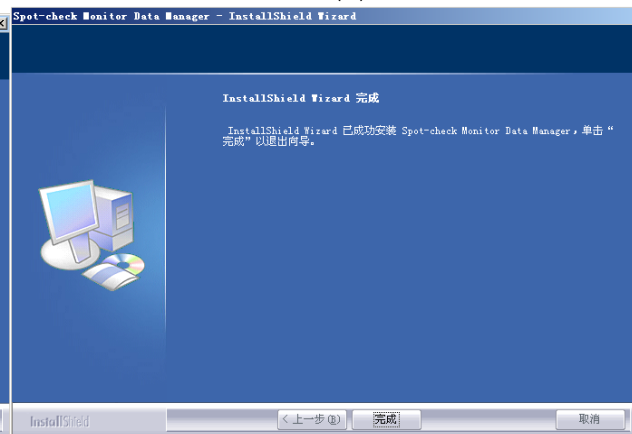 Spot-check Monitor Data Manager - InstallShield Wizard
InstallShield Wizard 完成
InstallShield Wizard 已成功安装 Spot-check Monitor Data Manager，单击“
完成”以退出向导。
InstallShield
< 上一步(B)
完成
取消